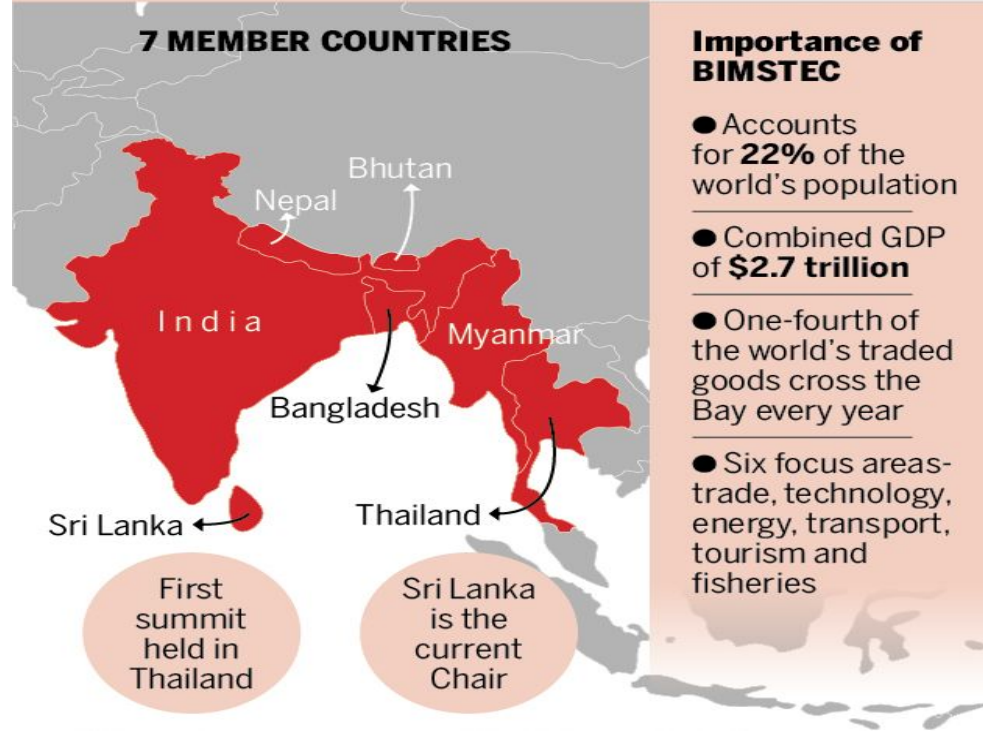 7 MEMBER COUNTRIES
Bhutan
Nepal
India
Myanmar
Bangladesh
Sri Lanka
Thailand
First
summit
held in
Thailand
Sri Lanka
is the
current
Chair
Importance of
BIMSTEC
● Accounts
for 22% of the
world's population
● Combined GDP
of $2.7 trillion
● One-fourth of
the world's traded
goods cross the
Bay every year
● Six focus areas-
trade, technology,
energy, transport,
tourism and
fisheries